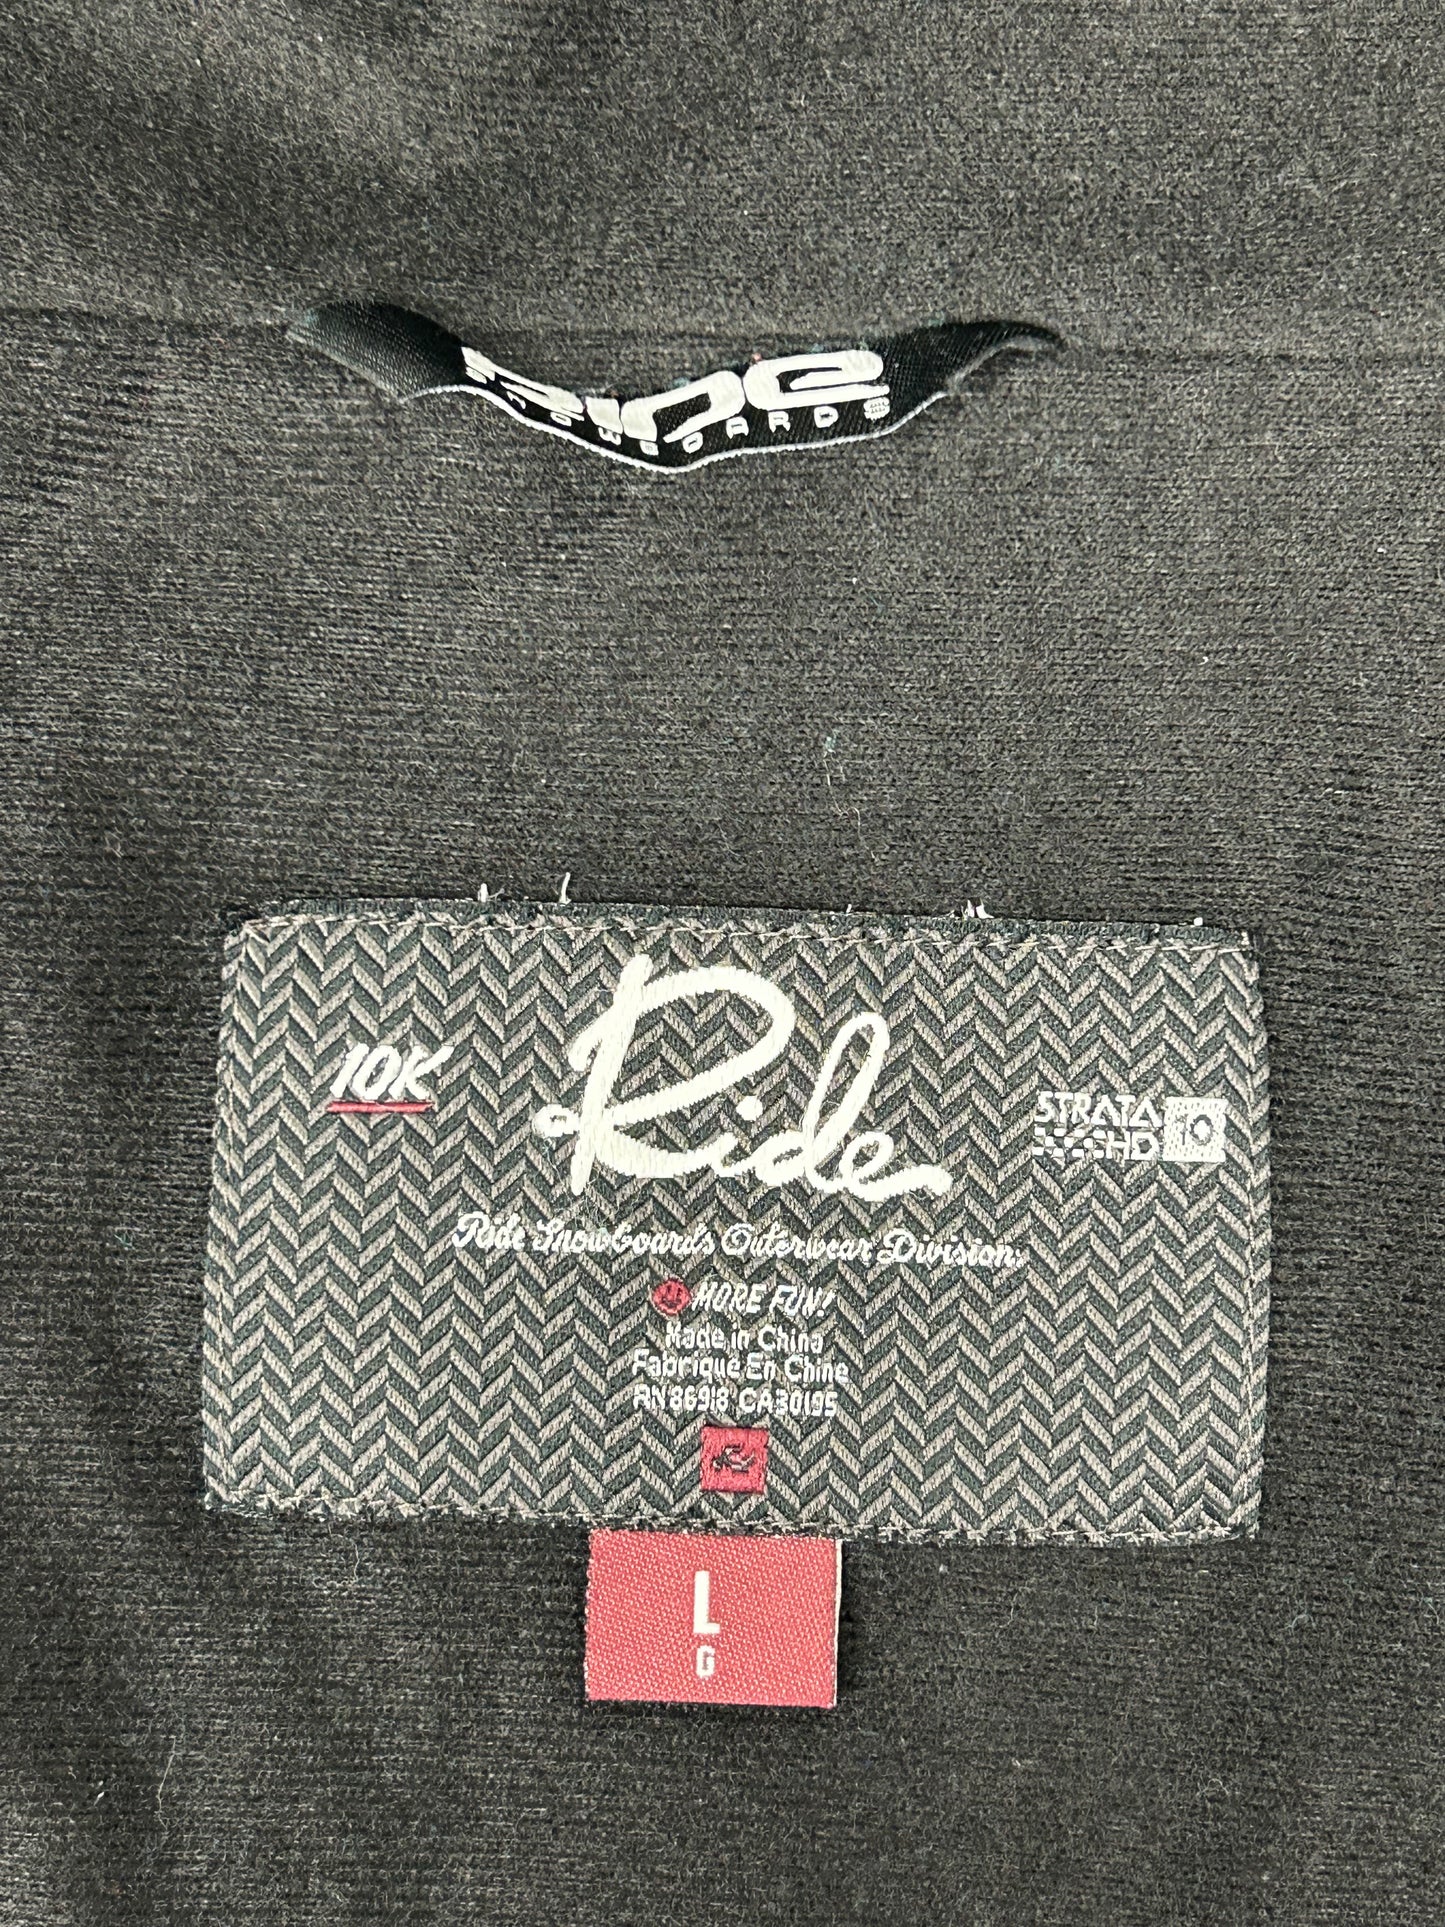 RIDE
SNOWBOARDS
10K
Ride
STRATA
HD 10
Ride Snowboards Outerwear Division
MORE FUN!
Made in China
Fabriqué En Chine
RN 86918 CA30195
L
G